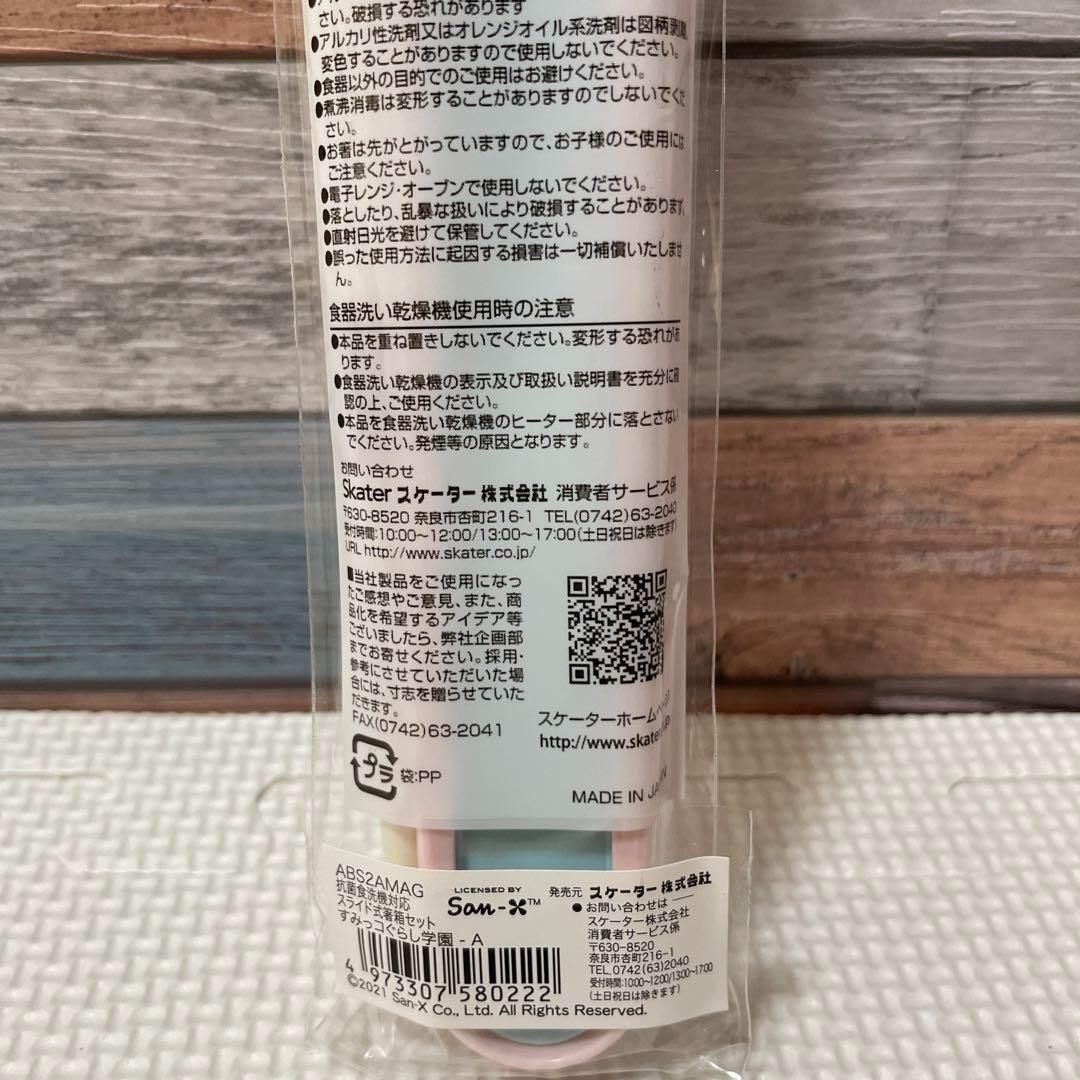 さい。破損する恐れがあります
●アルカリ性洗剤又はオレンジオイル系洗剤は図柄剥離、
変色することがありますので使用しないでください。
●食器以外の目的でのご使用はお避けください。
●煮沸消毒は変形することがありますのでしないでくだ
さい。
●お箸は先がとがっていますので、お子様のご使用には
ご注意ください。
●電子レンジ・オーブンで使用しないでください。
●落としたり、乱暴な扱いにより破損することがあります。
●直射日光を避けて保管してください。
●誤った使用方法に起因する損害は一切補償いたしませ
ん。
食器洗い乾燥機使用時の注意
●本品を重ね置きしないでください。変形する恐れがあ
ります。
●食器洗い乾燥機の表示及び取扱い説明書を充分に確
認の上、ご使用ください。
●本品を食器洗い乾燥機のヒーター部分に落とさない
でください。発煙等の原因となります。
お問い合わせ
Skater スケーター株式会社 消費者サービス係
〒630-8520 奈良市杏町216-1 TEL(0742)63-2040
受付時間:10:00〜12:00/13:00〜17:00(土日祝日は除きます)
URL http://www.skater.co.jp/
■当社製品をご使用になっ
たご感想やご意見、また、商
品化を希望するアイデア等
ございましたら、弊社企画部
までお寄せください。採用・
参考にさせていただいた場
合には、寸志を贈らせていた
だきます。
FAX(0742)63-2041
スケーターホームページ
http://www.skater.jp
プラ 袋:PP
MADE IN JAPAN
ABS2AMAG
抗菌食洗機対応
スライド式箸箱セット
すみっコぐらし学園 - A
LICENSED BY
San-X™
4 973307 580222
発売元 スケーター株式会社
●お問い合わせは
スケーター株式会社
消費者サービス係
〒630-8520
奈良市杏町216-1
TEL.0742(63)2040
受付時間:10:00〜12:00/13:00〜17:00
(土日祝日は除きます)
©2021 San-X Co., Ltd. All Rights Reserved.